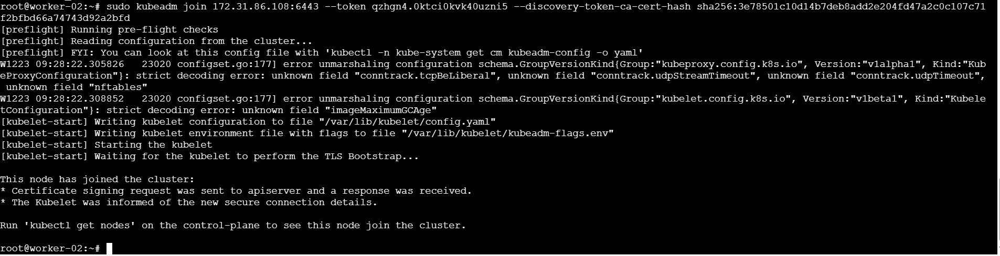 root@worker-02:~# sudo kubeadm join 172.31.86.108:6443 --token qzhgn4.0ktci0kvk40uzni5 --discovery-token-ca-cert-hash sha256:3e78501c10d14b7deb8add2e204fd47a2c0c107c71
f2bfbd66a74743d92a2bfd
[preflight] Running pre-flight checks
[preflight] Reading configuration from the cluster...
[preflight] FYI: You can look at this config file with 'kubectl -n kube-system get cm kubeadm-config -o yaml'
W1223 09:28:22.305826   23020 configset.go:177] error unmarshaling configuration schema.GroupVersionKind{Group:"kubeproxy.config.k8s.io", Version:"v1alpha1", Kind:"Kub
eProxyConfiguration"}: strict decoding error: unknown field "conntrack.tcpBeLiberal", unknown field "conntrack.udpStreamTimeout", unknown field "conntrack.udpTimeout",
 unknown field "nftables"
W1223 09:28:22.308852   23020 configset.go:177] error unmarshaling configuration schema.GroupVersionKind{Group:"kubelet.config.k8s.io", Version:"v1beta1", Kind:"Kubele
tConfiguration"}: strict decoding error: unknown field "imageMaximumGCAge"
[kubelet-start] Writing kubelet configuration to file "/var/lib/kubelet/config.yaml"
[kubelet-start] Writing kubelet environment file with flags to file "/var/lib/kubelet/kubeadm-flags.env"
[kubelet-start] Starting the kubelet
[kubelet-start] Waiting for the kubelet to perform the TLS Bootstrap...

This node has joined the cluster:
* Certificate signing request was sent to apiserver and a response was received.
* The Kubelet was informed of the new secure connection details.

Run 'kubectl get nodes' on the control-plane to see this node join the cluster.

root@worker-02:~#